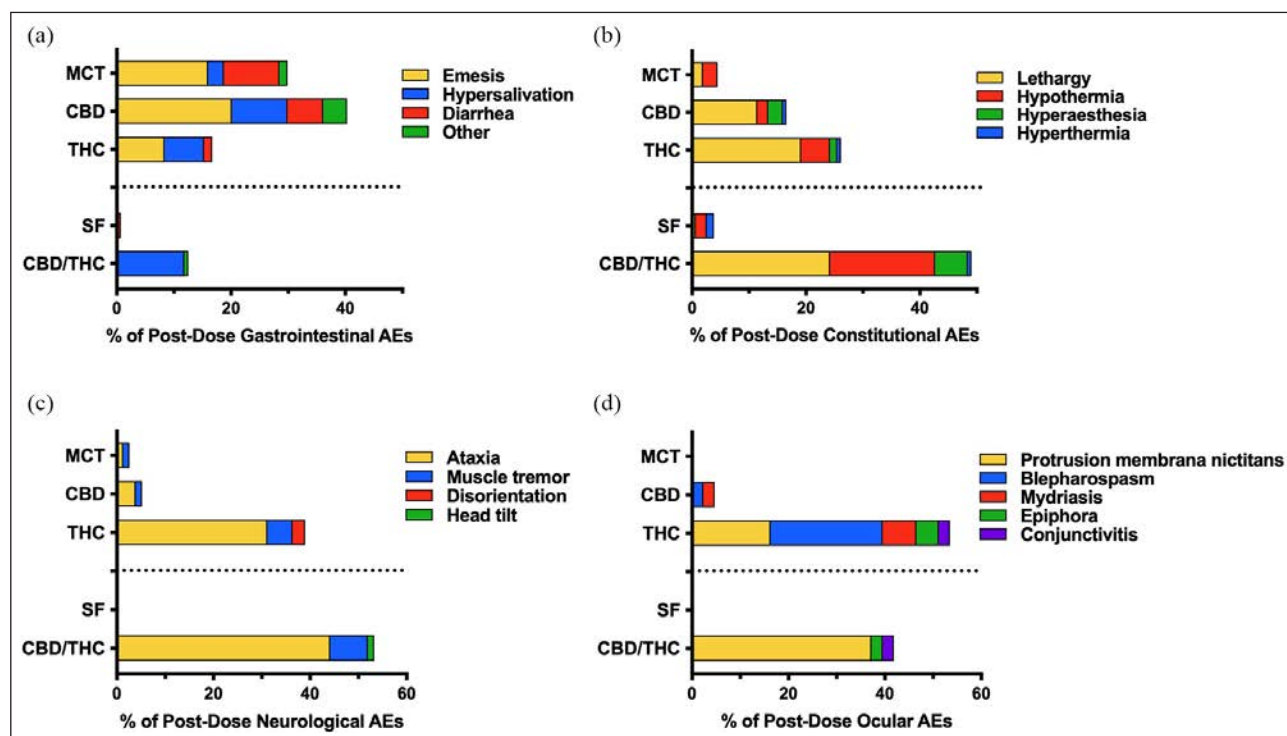 (a)
MCT
CBD
THC
SF
CBD/THC
0 20 40
% of Post-Dose Gastrointestinal AEs
Emesis
Hypersalivation
Diarrhea
Other
(b)
MCT
CBD
THC
SF
CBD/THC
0 20 40
% of Post-Dose Constitutional AEs
Lethargy
Hypothermia
Hyperaesthesia
Hyperthermia
(c)
MCT
CBD
THC
SF
CBD/THC
0 20 40 60
% of Post-Dose Neurological AEs
Ataxia
Muscle tremor
Disorientation
Head tilt
(d)
MCT
CBD
THC
SF
CBD/THC
0 20 40 60
% of Post-Dose Ocular AEs
Protrusion membrana nictitans
Blepharospasm
Mydriasis
Epiphora
Conjunctivitis